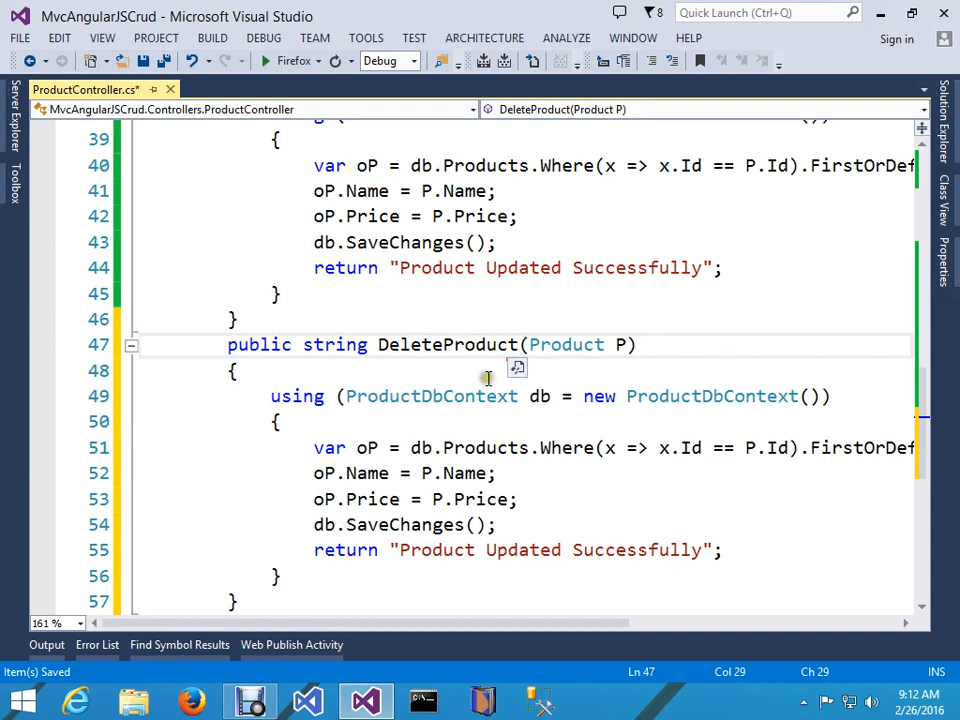 MvcAngularJSCrud - Microsoft Visual Studio
8
Quick Launch (Ctrl+Q)
FILE EDIT VIEW PROJECT BUILD DEBUG TEAM TOOLS TEST ARCHITECTURE ANALYZE WINDOW HELP Sign in
Firefox Debug
Server Explorer
Toolbox
ProductController.cs*
MvcAngularJSCrud.Controllers.ProductController DeleteProduct(Product P)
39 {
40 var oP = db.Products.Where(x => x.Id == P.Id).FirstOrDef
41 oP.Name = P.Name;
42 oP.Price = P.Price;
43 db.SaveChanges();
44 return "Product Updated Successfully";
45 }
46 }
47 public string DeleteProduct(Product P)
48 {
49 using (ProductDbContext db = new ProductDbContext())
50 {
51 var oP = db.Products.Where(x => x.Id == P.Id).FirstOrDef
52 oP.Name = P.Name;
53 oP.Price = P.Price;
54 db.SaveChanges();
55 return "Product Updated Successfully";
56 }
57 }
Solution Explorer
Class View
Properties
161 %
Output Error List Find Symbol Results Web Publish Activity
Item(s) Saved Ln 47 Col 29 Ch 29 INS
9:12 AM
2/26/2016